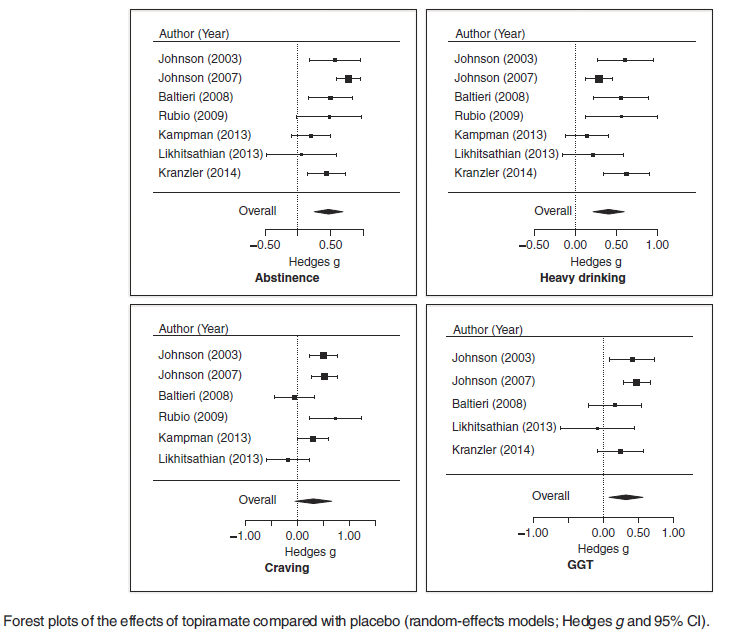 Author (Year)
Johnson (2003)
Johnson (2007)
Baltieri (2008)
Rubio (2009)
Kampman (2013)
Likhitsathian (2013)
Kranzler (2014)
Overall
−0.50 0.50
Hedges g
Abstinence
Author (Year)
Johnson (2003)
Johnson (2007)
Baltieri (2008)
Rubio (2009)
Kampman (2013)
Likhitsathian (2013)
Kranzler (2014)
Overall
−0.50 0.00 0.50 1.00
Hedges g
Heavy drinking
Author (Year)
Johnson (2003)
Johnson (2007)
Baltieri (2008)
Rubio (2009)
Kampman (2013)
Likhitsathian (2013)
Overall
−1.00 0.00 1.00
Hedges g
Craving
Author (Year)
Johnson (2003)
Johnson (2007)
Baltieri (2008)
Likhitsathian (2013)
Kranzler (2014)
Overall
−1.00 0.00 0.50 1.00
Hedges g
GGT
Forest plots of the effects of topiramate compared with placebo (random-effects models; Hedges g and 95% CI).